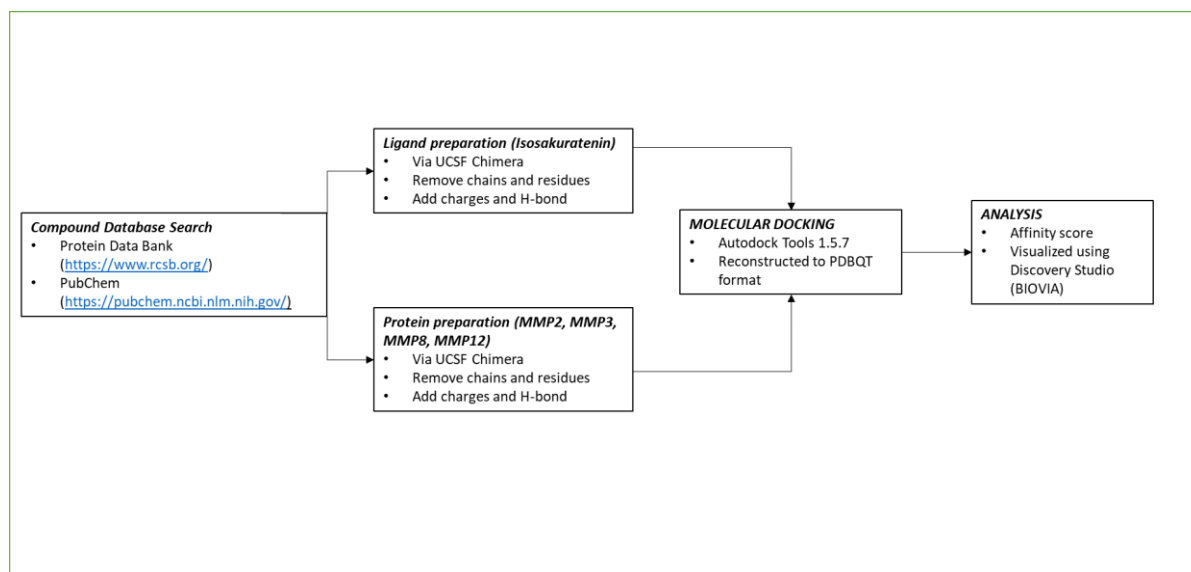 Compound Database Search
• Protein Data Bank
(https://www.rcsb.org/)
• PubChem
(https://pubchem.ncbi.nlm.nih.gov/)
Ligand preparation (Isosakuratenin)
• Via UCSF Chimera
• Remove chains and residues
• Add charges and H-bond
Protein preparation (MMP2, MMP3,
MMP8, MMP12)
• Via UCSF Chimera
• Remove chains and residues
• Add charges and H-bond
MOLECULAR DOCKING
• Autodock Tools 1.5.7
• Reconstructed to PDBQT
format
ANALYSIS
• Affinity score
• Visualized using
Discovery Studio
(BIOVIA)